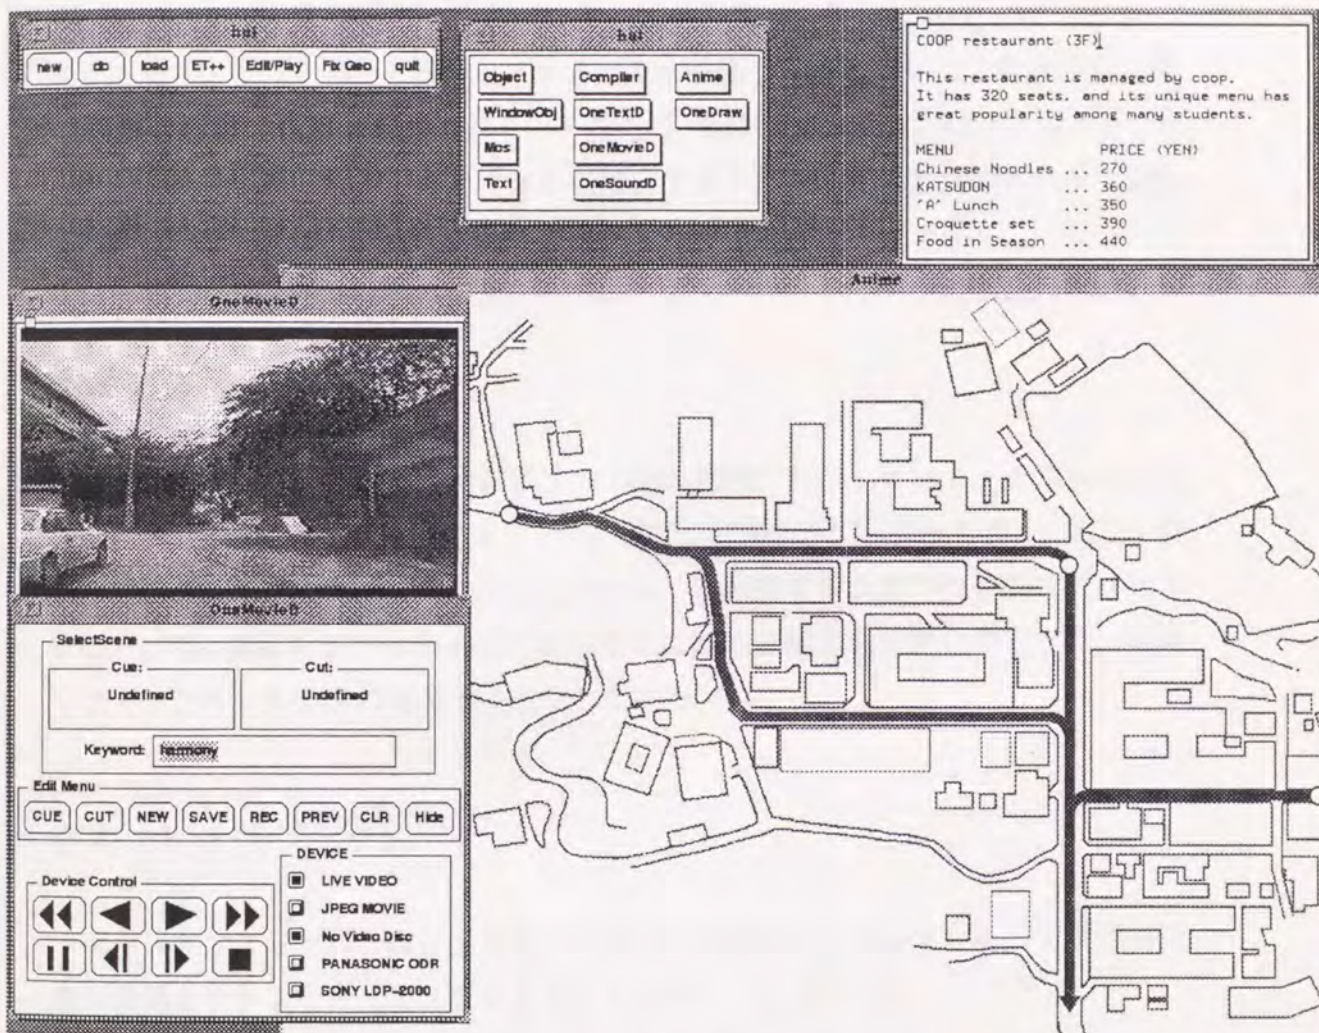 hui
new do load ET++ Edit/Play Fix Geo quit
hui
Object Compiler Anime
WindowObj OneTextD OneDraw
Mos OneMovieD
Text OneSoundD
COOP restaurant (3F)
This restaurant is managed by coop.
It has 320 seats, and its unique menu has
great popularity among many students.
MENU PRICE (YEN)
Chinese Noodles ... 270
KATSUDON ... 360
"A" Lunch ... 350
Croquette set ... 390
Food in Season ... 440
Anime
OneMovieD
OneMovieD
SelectScene
Cue: Cut:
Undefined Undefined
Keyword: harmony
Edit Menu
CUE CUT NEW SAVE REC PREV CLR Hide
Device Control
DEVICE
LIVE VIDEO
JPEG MOVIE
No Video Disc
PANASONIC ODR
SONY LDP-2000